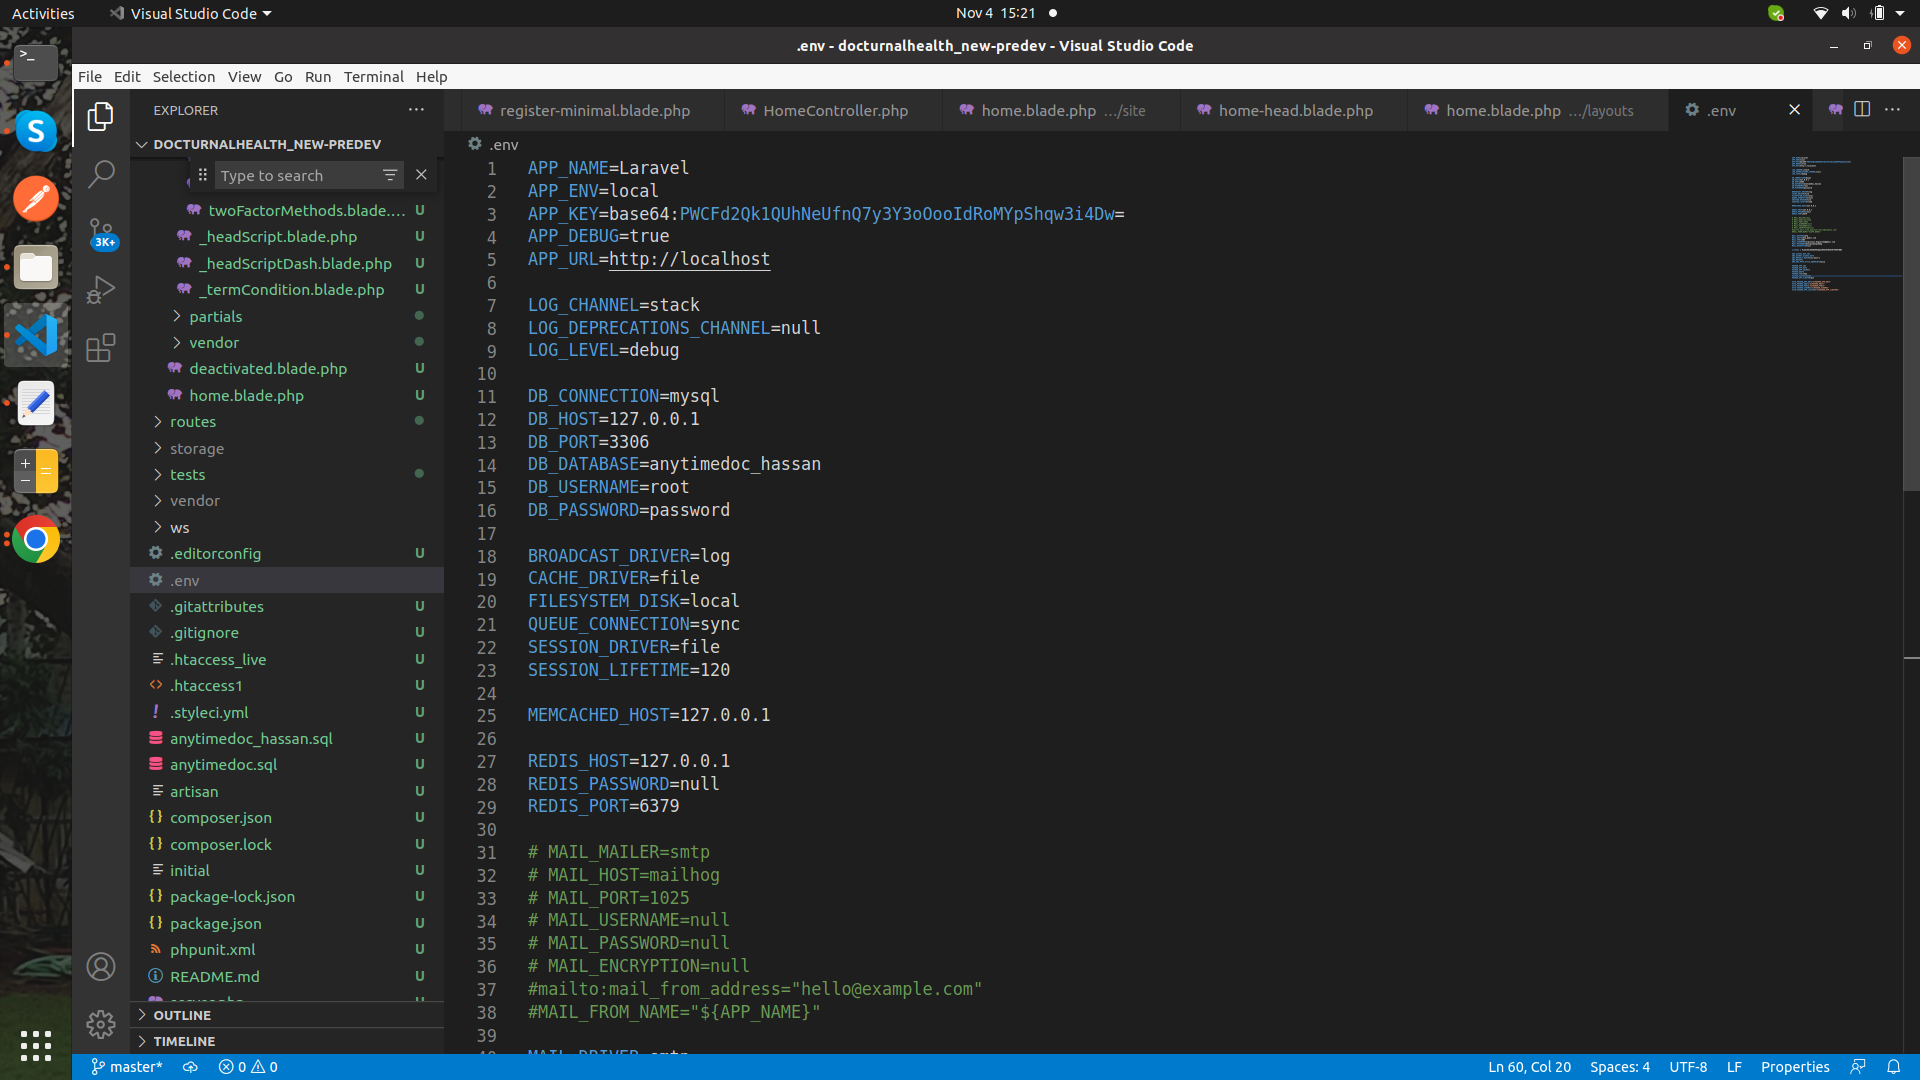 Activities
Visual Studio Code
Nov 4 15:21
.env - docturnalhealth_new-predev - Visual Studio Code
File Edit Selection View Go Run Terminal Help
EXPLORER
register-minimal.blade.php
HomeController.php
home.blade.php .../site
home-head.blade.php
home.blade.php .../layouts
.env
DOCTURNALHEALTH_NEW-PREDEV
.env
Type to search
twoFactorMethods.blade.... U
_headScript.blade.php U
_headScriptDash.blade.php U
_termCondition.blade.php U
partials
vendor
deactivated.blade.php U
home.blade.php U
routes
storage
tests
vendor
ws
.editorconfig U
.env
.gitattributes U
.gitignore U
.htaccess_live U
.htaccess1 U
.styleci.yml U
anytimedoc_hassan.sql U
anytimedoc.sql U
artisan U
composer.json U
composer.lock U
initial U
package-lock.json U
package.json U
phpunit.xml U
README.md U
OUTLINE
TIMELINE
3K+
1 APP_NAME=Laravel
2 APP_ENV=local
3 APP_KEY=base64:PWCFd2Qk1QUhNeUfnQ7y3Y3oOooIdRoMYpShqw3i4Dw=
4 APP_DEBUG=true
5 APP_URL=http://localhost
6
7 LOG_CHANNEL=stack
8 LOG_DEPRECATIONS_CHANNEL=null
9 LOG_LEVEL=debug
10
11 DB_CONNECTION=mysql
12 DB_HOST=127.0.0.1
13 DB_PORT=3306
14 DB_DATABASE=anytimedoc_hassan
15 DB_USERNAME=root
16 DB_PASSWORD=password
17
18 BROADCAST_DRIVER=log
19 CACHE_DRIVER=file
20 FILESYSTEM_DISK=local
21 QUEUE_CONNECTION=sync
22 SESSION_DRIVER=file
23 SESSION_LIFETIME=120
24
25 MEMCACHED_HOST=127.0.0.1
26
27 REDIS_HOST=127.0.0.1
28 REDIS_PASSWORD=null
29 REDIS_PORT=6379
30
31 # MAIL_MAILER=smtp
32 # MAIL_HOST=mailhog
33 # MAIL_PORT=1025
34 # MAIL_USERNAME=null
35 # MAIL_PASSWORD=null
36 # MAIL_ENCRYPTION=null
37 #mailto:mail_from_address="hello@example.com"
38 #MAIL_FROM_NAME="${APP_NAME}"
39
master* 0 0
Ln 60, Col 20 Spaces: 4 UTF-8 LF Properties